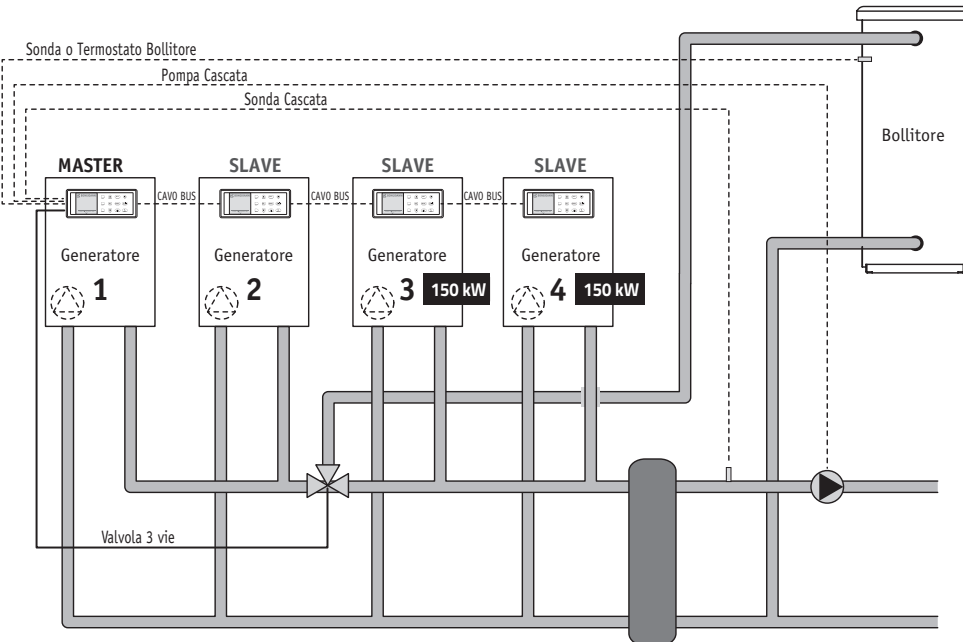 Sonda o Termostato Bollitore
Pompa Cascata
Sonda Cascata
Bollitore
MASTER
SLAVE
SLAVE
SLAVE
CAVO BUS
CAVO BUS
CAVO BUS
Generatore
Generatore
Generatore
Generatore
1
2
3
150 kW
4
150 kW
Valvola 3 vie